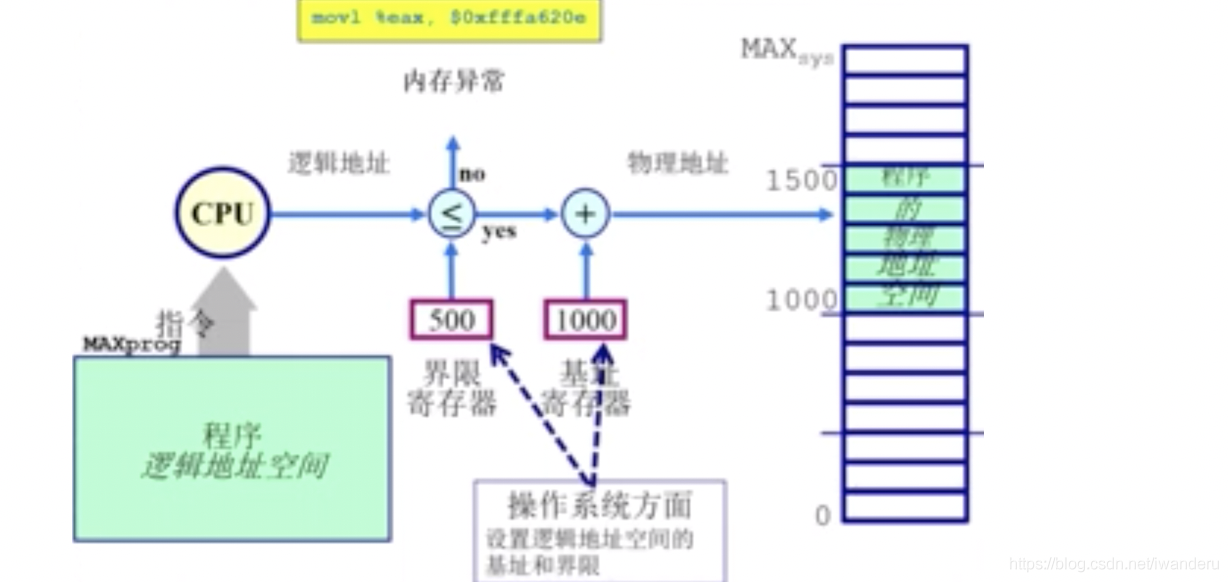 movl %eax, $0xfffa620e
内存异常
MAXsys
逻辑地址
物理地址
no
1500
程序
CPU
≤
+
的
yes
物理
地址
1000
空间
500
1000
指令
MAXprog
界限
寄存器
基址
寄存器
程序
逻辑地址空间
操作系统方面
设置逻辑地址空间的
基址和界限
0
https://blog.csdn.net/iwanderu